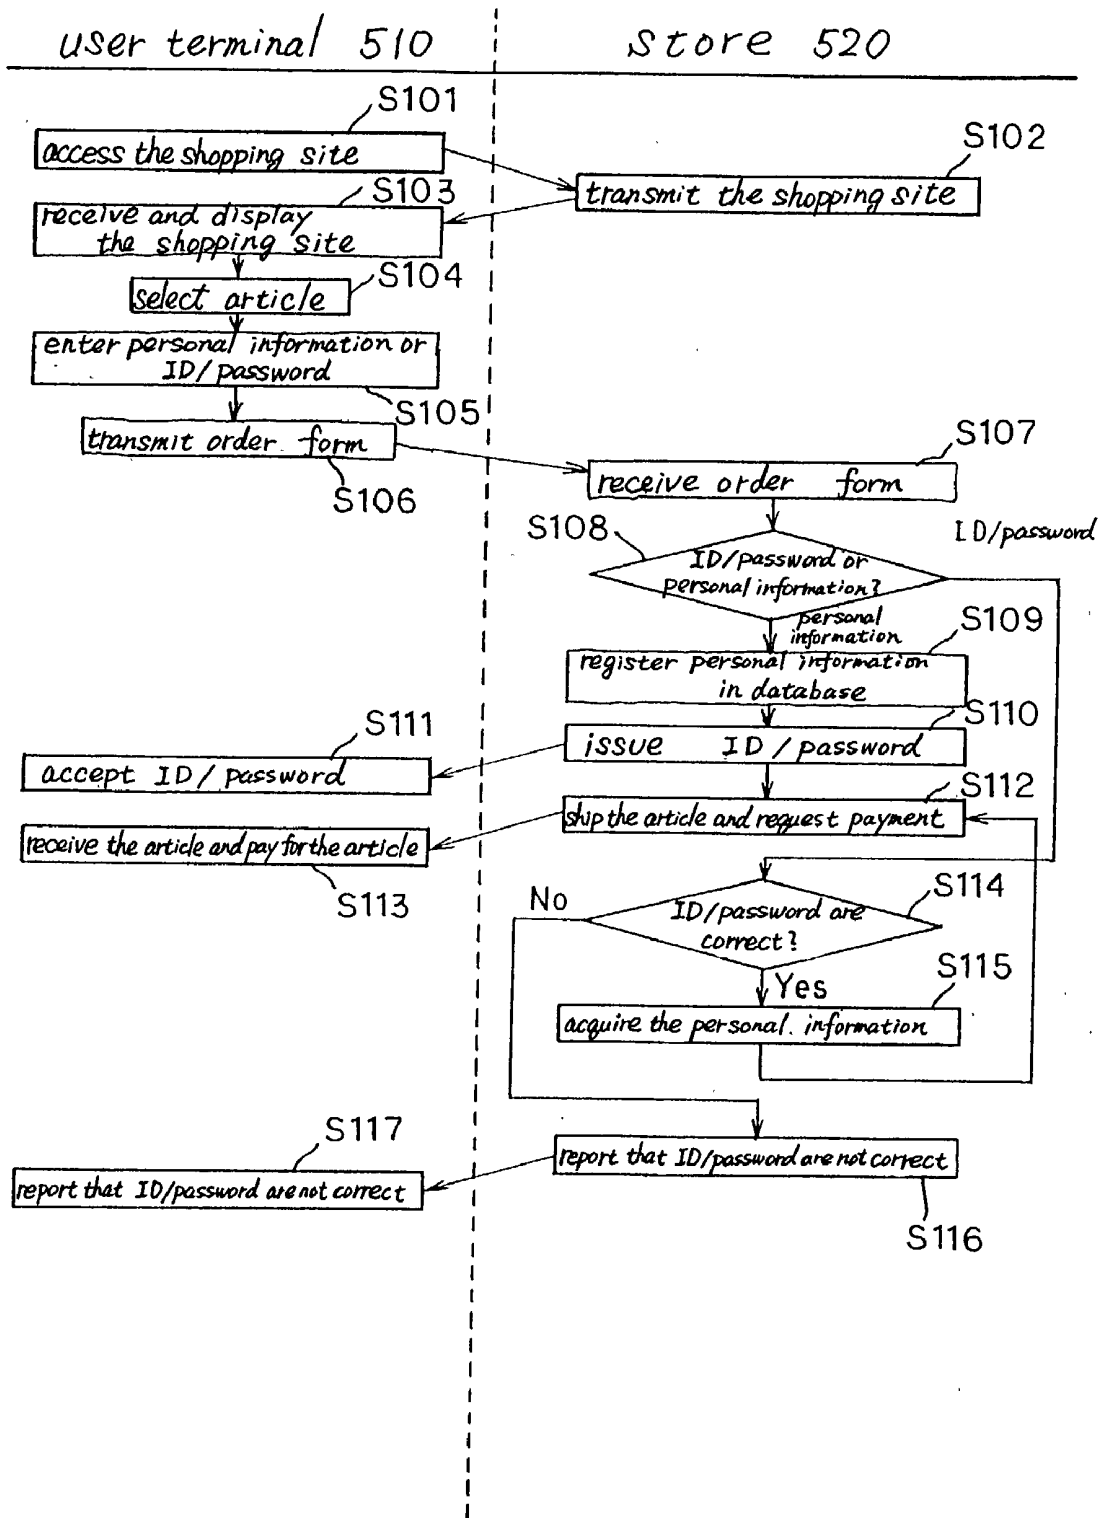 user terminal 510
store 520
S101
access the shopping site
S102
transmit the shopping site
S103
receive and display
the shopping site
S104
select article
enter personal information or
ID/password
S105
transmit order form
S106
S107
receive order form
S108
ID/password or
personal information?
ID/password
personal
information
S109
register personal information
in database
S110
issue ID/password
S111
accept ID/password
S112
ship the article and request payment
receive the article and pay for the article
S113
S114
ID/password are
correct?
No
Yes
S115
acquire the personal. information
S117
report that ID/password are not correct
report that ID/password are not correct
S116